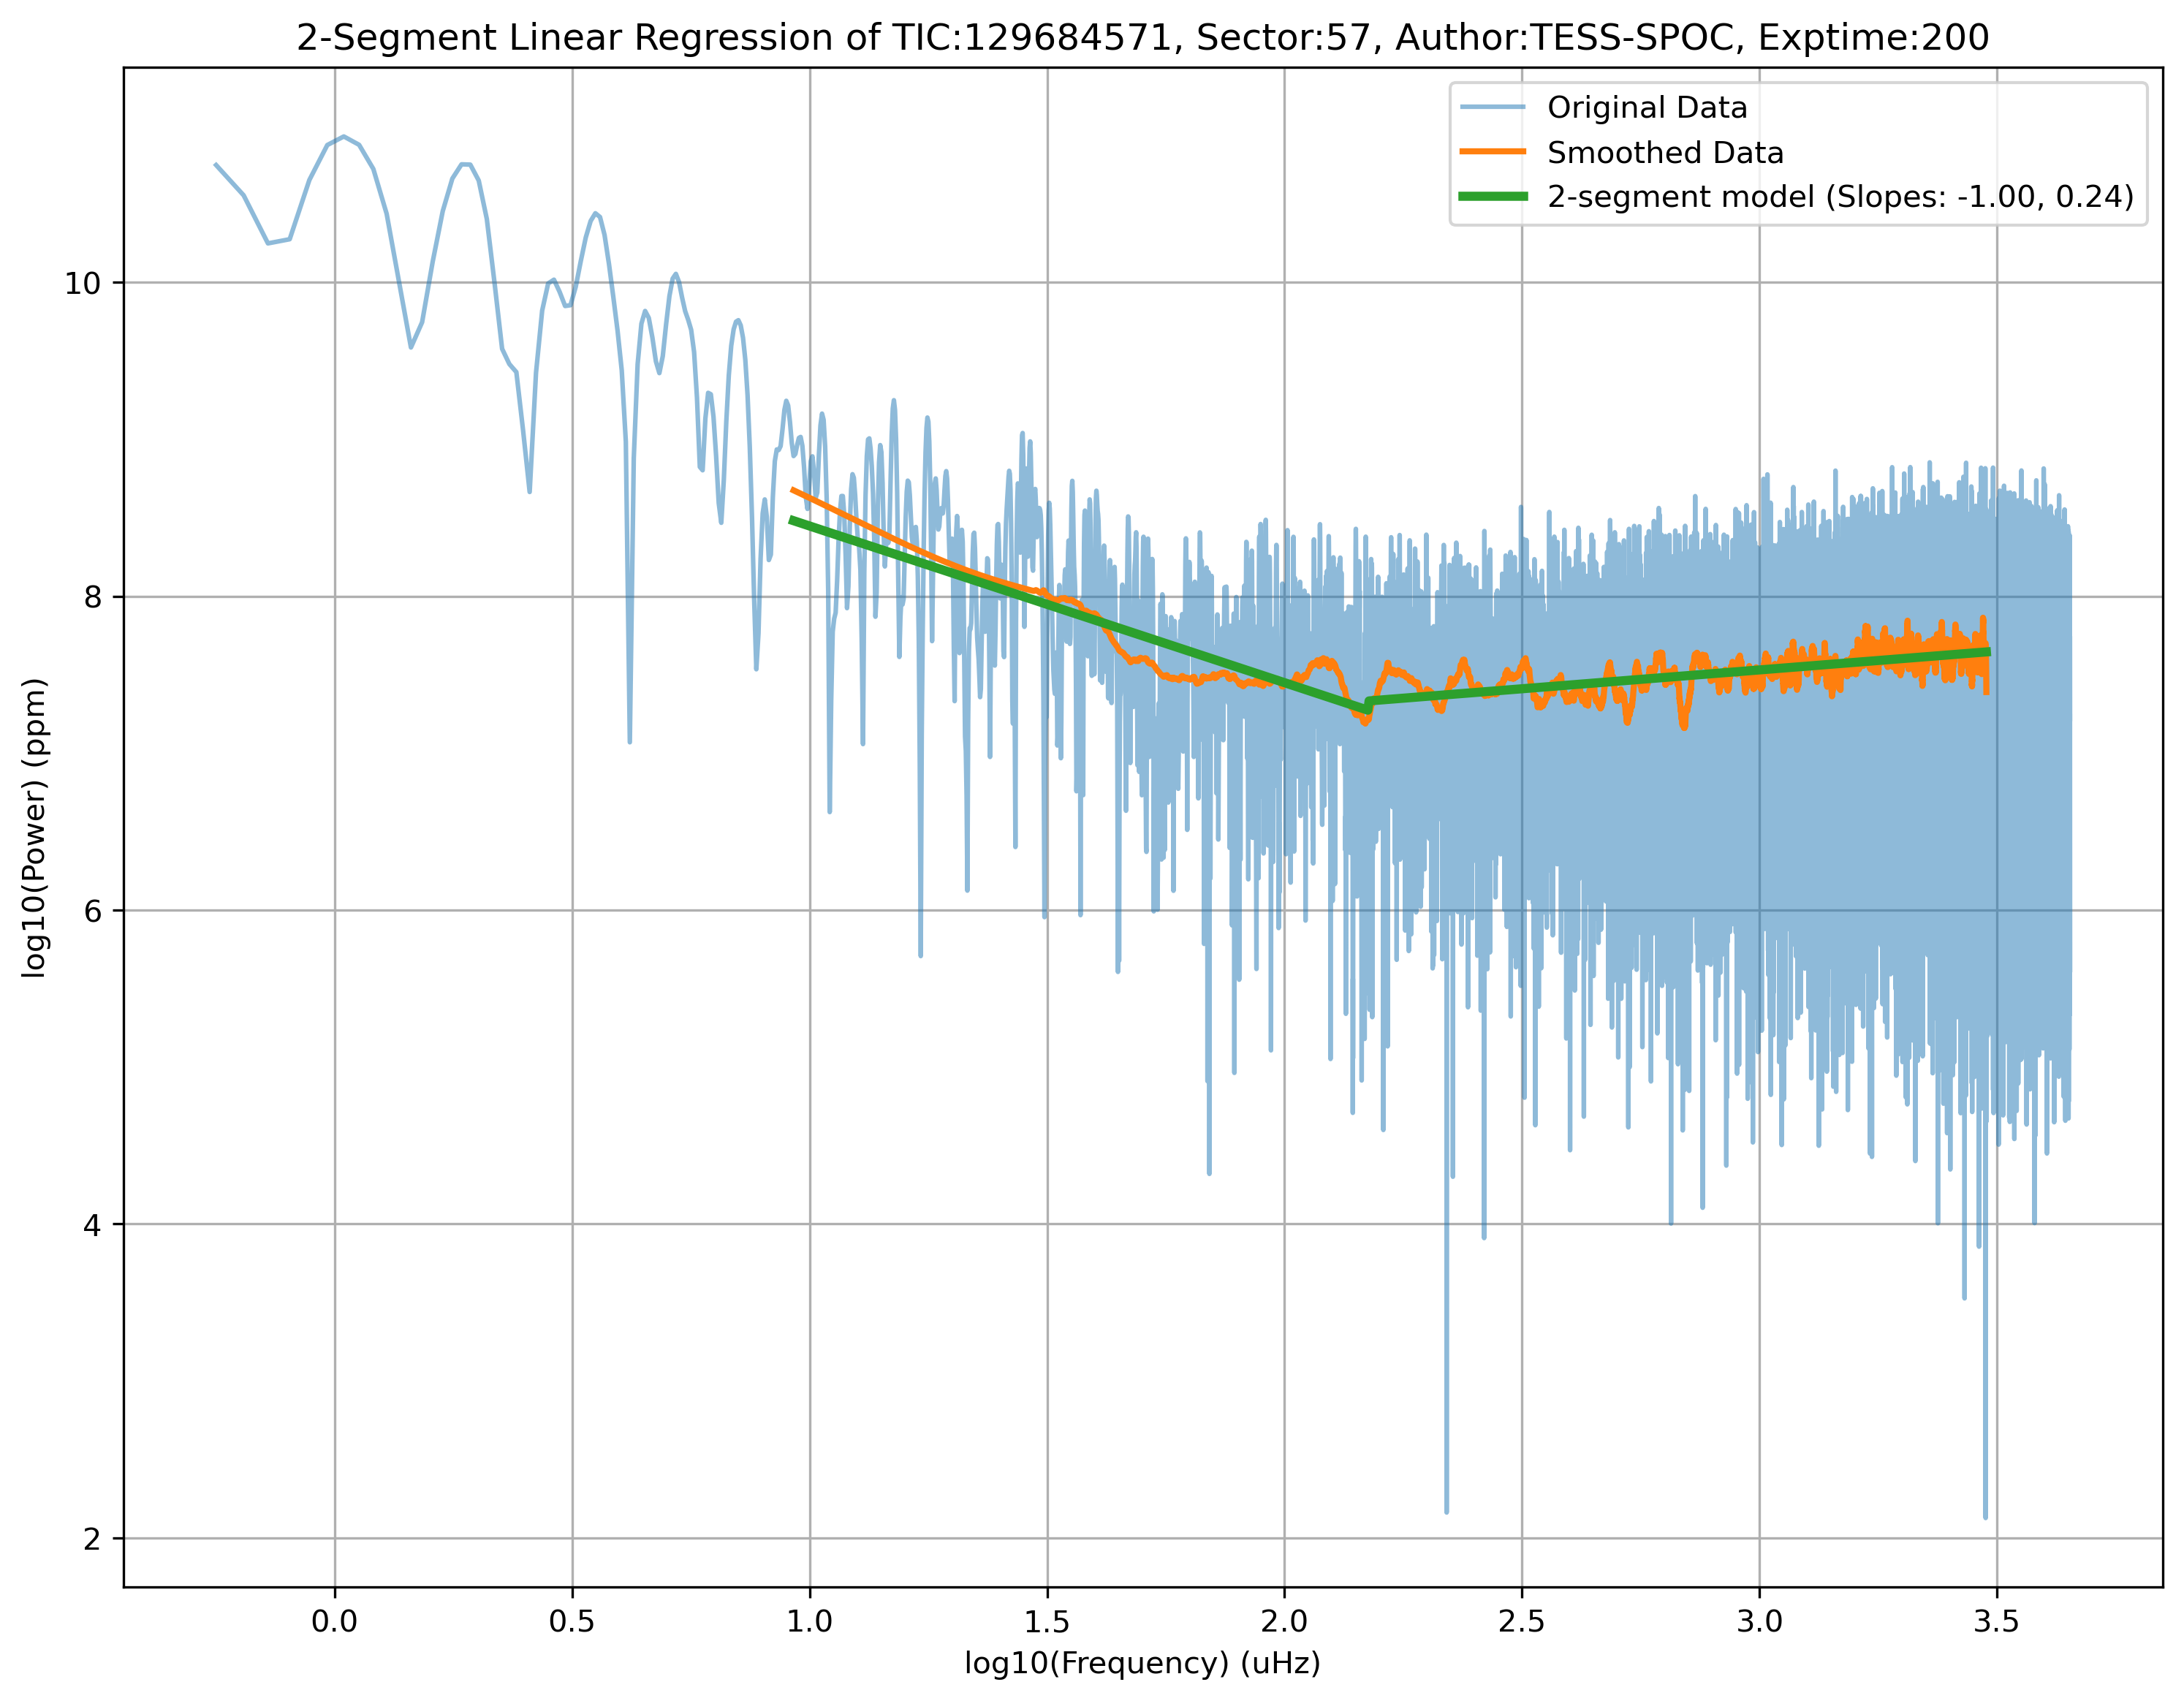 2-Segment Linear Regression of TIC:129684571, Sector:57, Author:TESS-SPOC, Exptime:200
Original Data
Smoothed Data
2-segment model (Slopes: -1.00, 0.24)
log10(Power) (ppm)
10
8
6
4
2
0.0 0.5 1.0 1.5 2.0 2.5 3.0 3.5
log10(Frequency) (uHz)